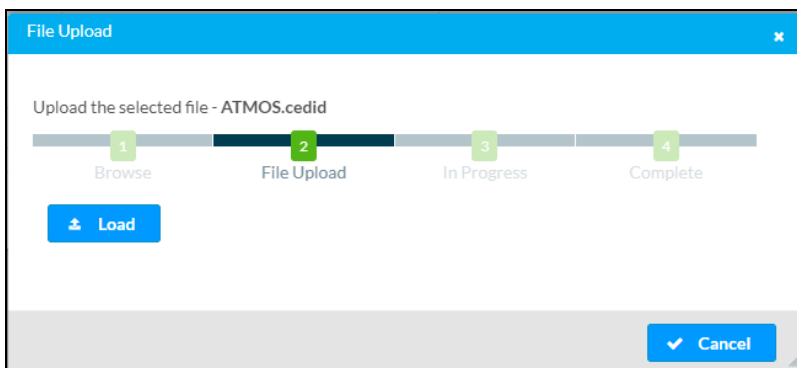 File Upload
Upload the selected file - ATMOS.cedid
1 2 3 4
Browse File Upload In Progress Complete
Load
Cancel